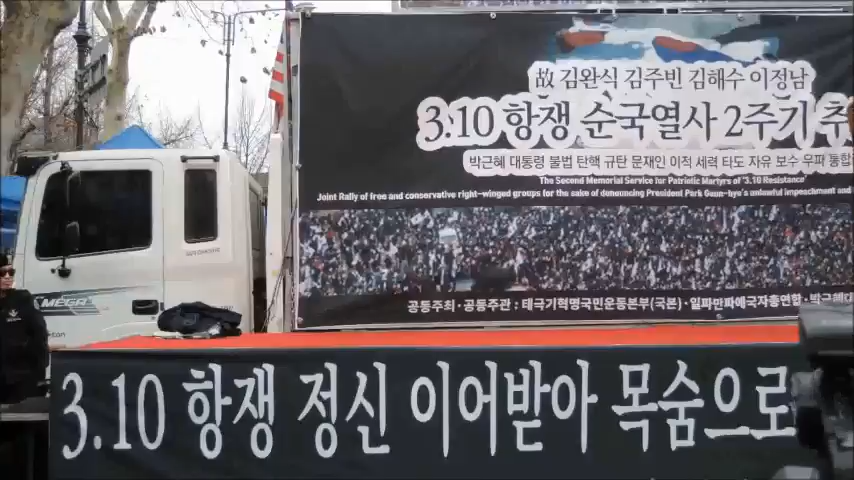 故 김완식 김주빈 김해수 이정남
3.10 항쟁 순국열사 2주기 추
박근혜 대통령 불법 탄핵 규탄 문재인 이적 세력 타도 자유 보수 우파 통합
The Second Memorial Service for Patriotic Martyrs of '3.10 Resistance'
Joint Rally of free and conservative right-winged groups for the sake of denouncing President Park Geun-hye's unlawful impeachment and
공동주최·공동주관 : 태극기혁명국민운동본부(국본)·일파만파애국자총연합·박근혜대
MEGA
3.10 항쟁 정신 이어받아 목숨으로